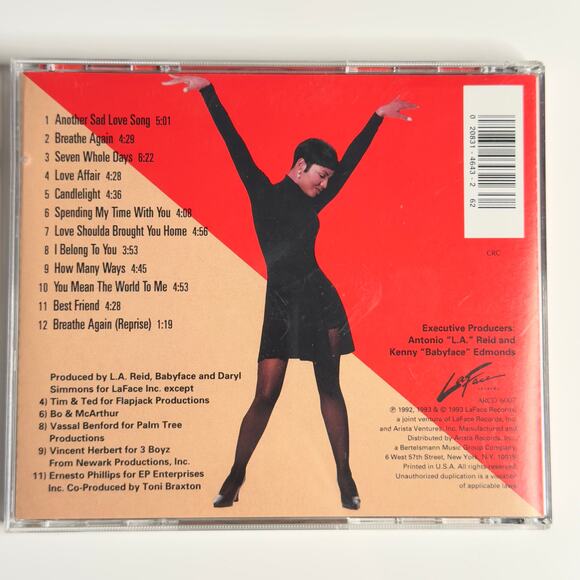 1 Another Sad Love Song 5:01
2 Breathe Again 4:29
3 Seven Whole Days 6:22
4 Love Affair 4:28
5 Candlelight 4:36
6 Spending My Time With You 4:08
7 Love Shoulda Brought You Home 4:56
8 I Belong To You 3:53
9 How Many Ways 4:45
10 You Mean The World To Me 4:53
11 Best Friend 4:28
12 Breathe Again (Reprise) 1:19
Produced by L.A. Reid, Babyface and Daryl
Simmons for LaFace Inc. except
4) Tim & Ted for Flapjack Productions
6) Bo & McArthur
8) Vassal Benford for Palm Tree
Productions
9) Vincent Herbert for 3 Boyz
From Newark Productions, Inc.
11) Ernesto Phillips for EP Enterprises
Inc. Co-Produced by Toni Braxton
0 20831-4643-2 62
CRC
Executive Producers:
Antonio "L.A." Reid and
Kenny "Babyface" Edmonds
LaFace
RECORDS
ARCD 6007
℗ 1992, 1993 & © 1993 LaFace Records,
a joint venture of LaFace Records, Inc.
and Arista Ventures, Inc. Manufactured and
Distributed by Arista Records, Inc.,
a Bertelsmann Music Group Company,
6 West 57th Street, New York, N.Y. 10019.
Printed in U.S.A. All rights reserved.
Unauthorized duplication is a violation
of applicable laws.